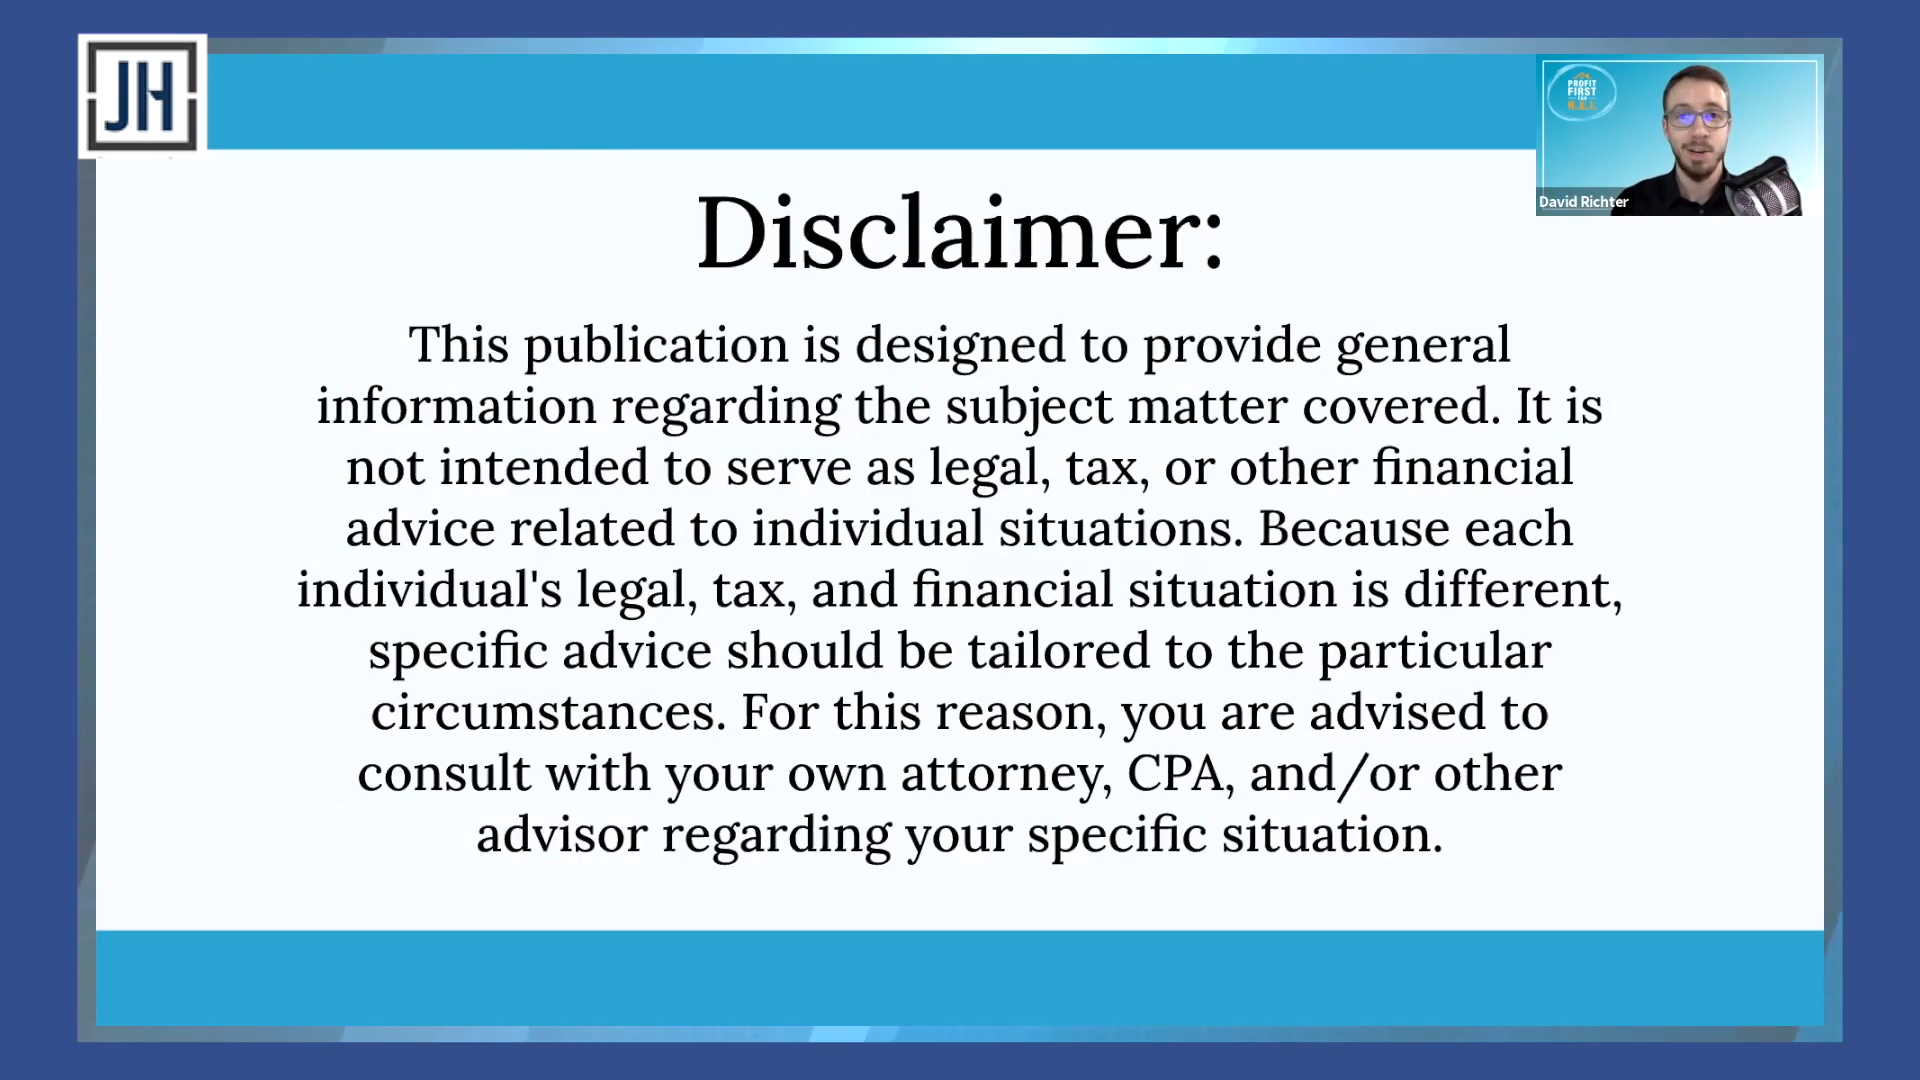 JH
PROFIT
FIRST
FOR
R.E.I.
David Richter
Disclaimer:
This publication is designed to provide general
information regarding the subject matter covered. It is
not intended to serve as legal, tax, or other financial
advice related to individual situations. Because each
individual's legal, tax, and financial situation is different,
specific advice should be tailored to the particular
circumstances. For this reason, you are advised to
consult with your own attorney, CPA, and/or other
advisor regarding your specific situation.